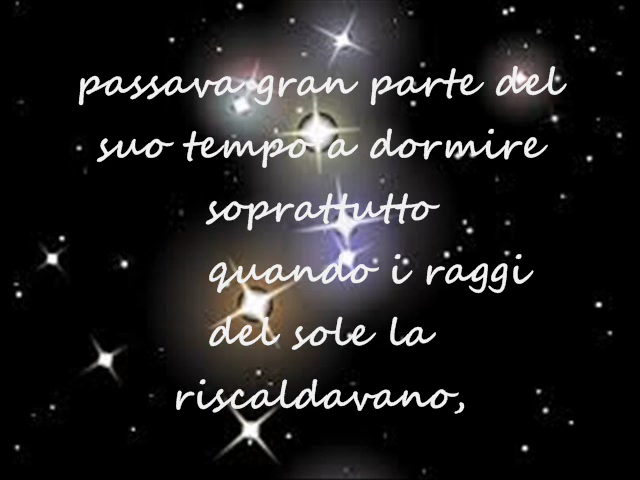 passava gran parte del
suo tempo a dormire
soprattutto
quando i raggi
del sole la
riscaldavano,